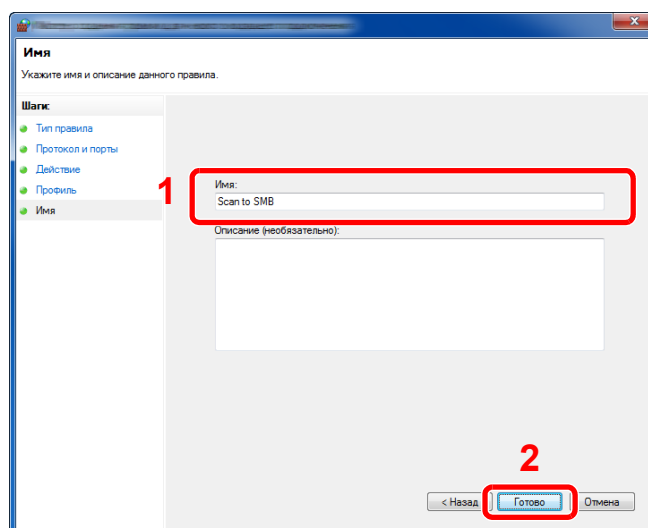 Имя
Укажите имя и описание данного правила.
Шаги:
Тип правила
Протокол и порты
Действие
Профиль
Имя
1
Имя:
Scan to SMB
Описание (необязательно):
2
< Назад
Готово
Отмена